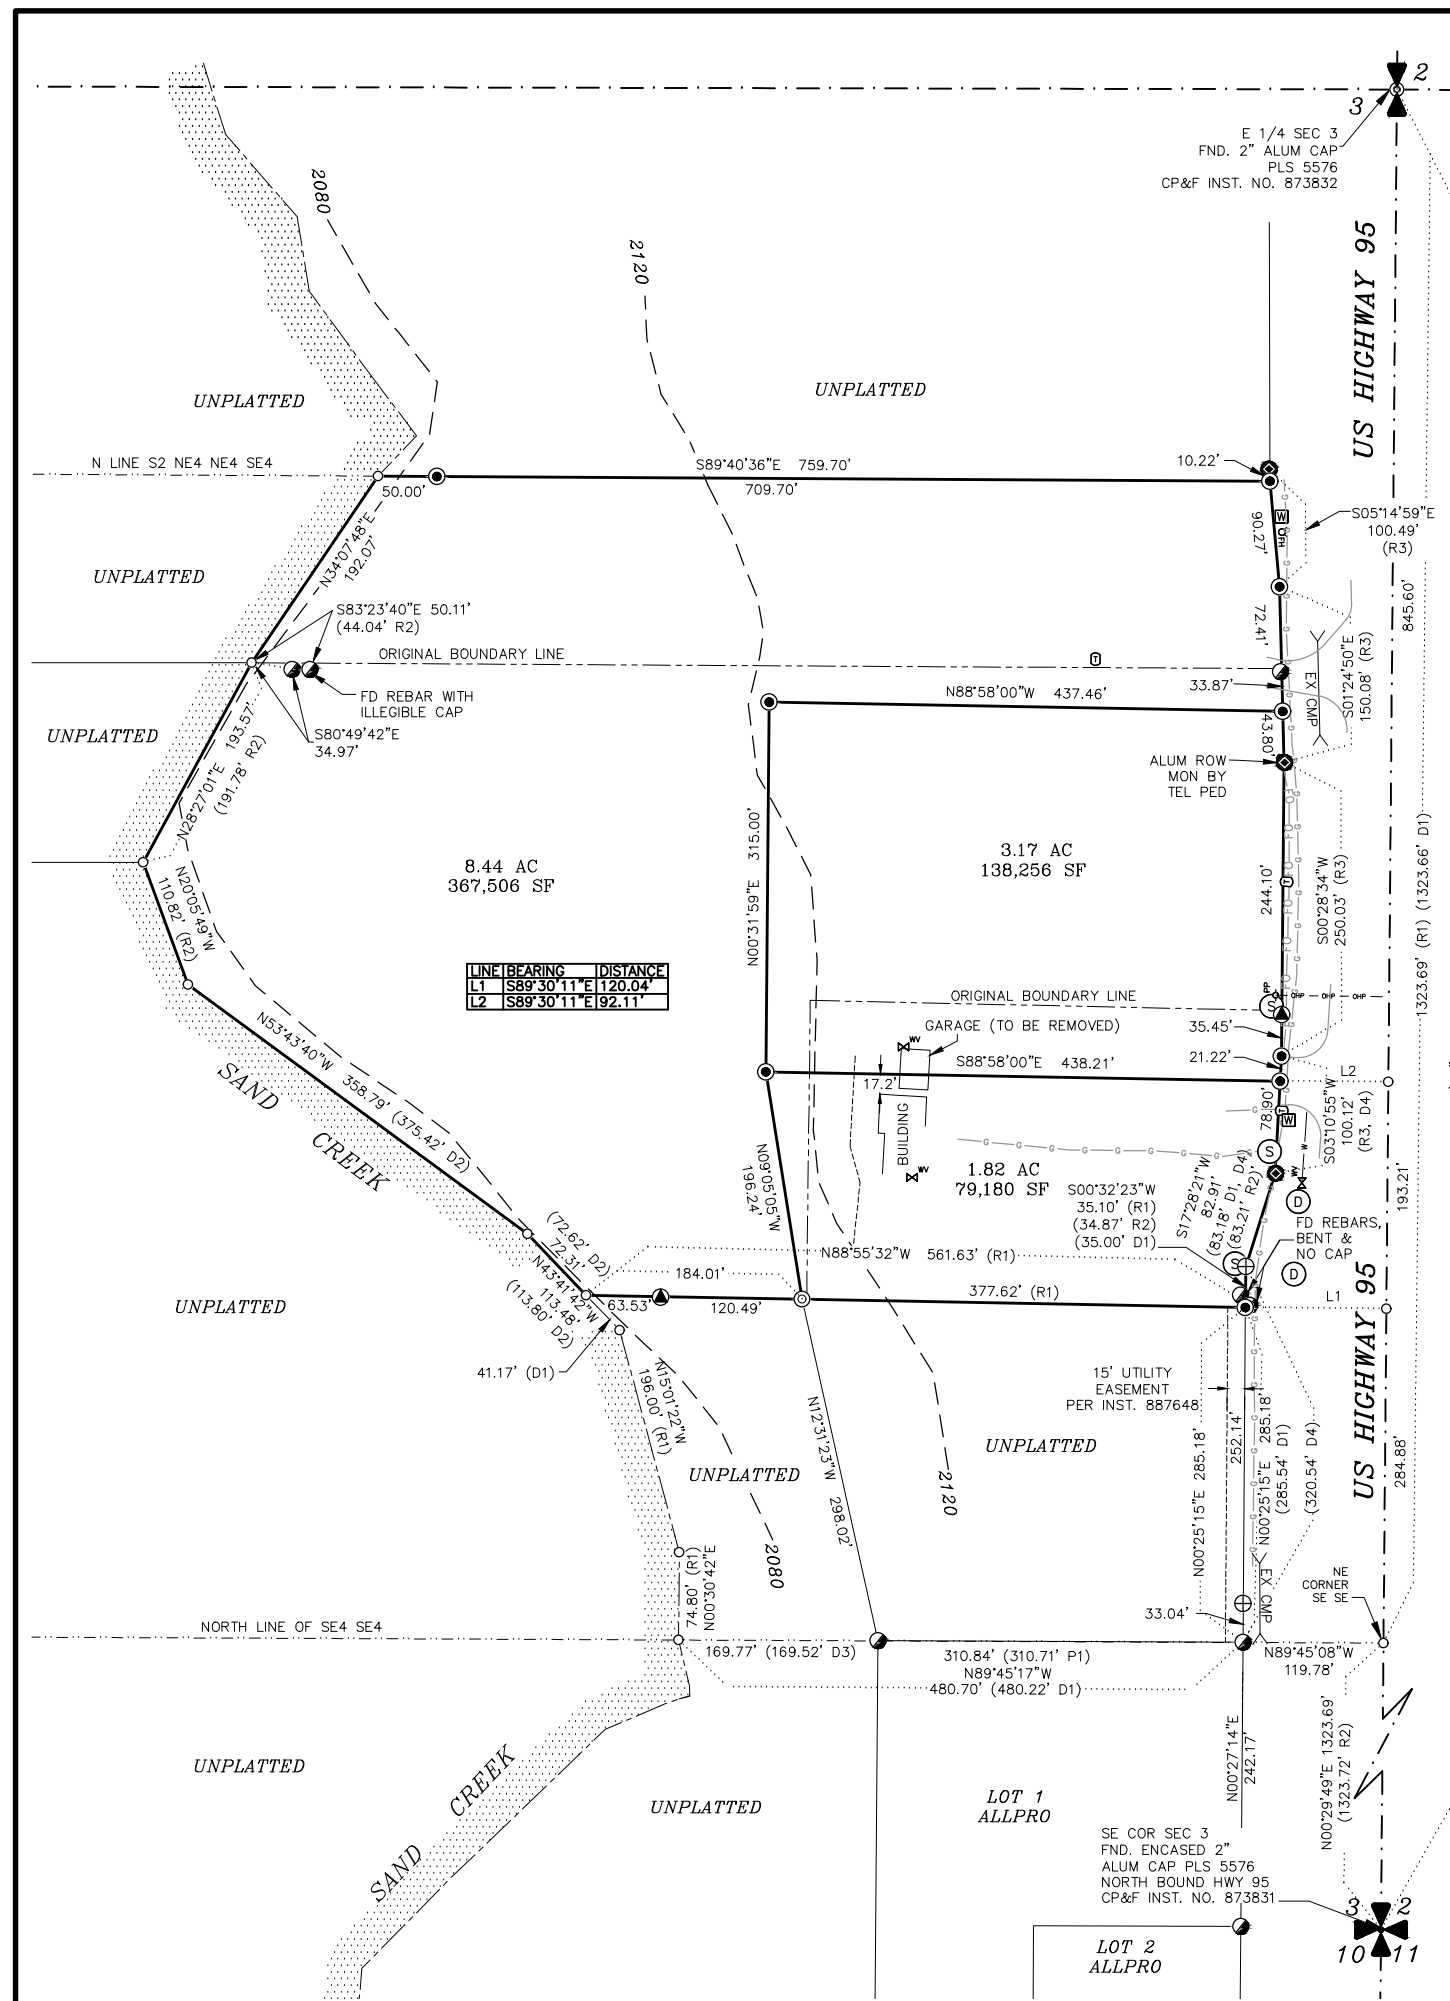 2
3
E 1/4 SEC 3
FND. 2" ALUM CAP
PLS 5576
CP&F INST. NO. 873832
2080
2120
US HIGHWAY 95
UNPLATTED
UNPLATTED
N LINE S2 NE4 NE4 SE4
S89°40'36"E 759.70'
709.70'
50.00'
10.22'
90.27'
W
FH
S05°14'59"E
100.49'
(R3)
N34°07'48"E
192.07'
UNPLATTED
S83°23'40"E 50.11'
(44.04' R2)
72.41'
845.60'
S01°24'50"E
150.08' (R3)
ORIGINAL BOUNDARY LINE
T
FD REBAR WITH
ILLEGIBLE CAP
S80°49'42"E
34.97'
N88°58'00"W 437.46'
33.87'
EX CMP
43.80'
UNPLATTED
N28°27'01"E 193.57'
(191.78' R2)
ALUM ROW
MON BY
TEL PED
N00°31'59"E 315.00'
3.17 AC
138,256 SF
8.44 AC
367,506 SF
244.10'
T
S00°28'34"W
250.03' (R3)
1323.69' (R1) (1323.66' D1)
N20°05'49"W
110.82' (R2)
LINE BEARING DISTANCE
L1 S89°30'11"E 120.04'
L2 S89°30'11"E 92.11'
ORIGINAL BOUNDARY LINE
PP
S
OHP OHP OHP
GARAGE (TO BE REMOVED)
WV
35.45'
S88°58'00"E 438.21'
21.22'
L2
17.2'
BUILDING
N53°43'40"W 358.79' (375.42' D2)
SAND
CREEK
78.90'
T
W
S03°10'55"W
100.12'
(R3, D4)
N09°05'05"W
196.24'
G G G G G G G G
1.82 AC
79,180 SF
WV
S
W
WV
D
193.21'
S00°32'23"W
35.10' (R1)
(34.87' R2)
(35.00' D1)
S17°28'21"W
82.91'
(83.18' D1, D4)
(83.21' R2)
FD REBARS,
BENT &
NO CAP
S
D
(72.62' D2)
72.31'
N88°55'32"W 561.63' (R1)
184.01'
N43°41'42"W
113.48'
(113.80' D2)
63.53'
120.49'
377.62' (R1)
L1
UNPLATTED
US HIGHWAY 95
41.17' (D1)
N15°01'22"W
196.00' (R1)
N12°31'23"W 298.02'
15' UTILITY
EASEMENT
PER INST. 887648
UNPLATTED
UNPLATTED
2120
2080
N00°25'15"E 285.18'
252.14'
N00°25'15"E 285.18'
(285.54' D1)
(320.54' D4)
284.88'
74.80' (R1)
N00°30'42"E
NE
CORNER
SE SE
EX CMP
33.04'
NORTH LINE OF SE4 SE4
169.77' (169.52' D3)
310.84' (310.71' P1)
N89°45'17"W
480.70' (480.22' D1)
N89°45'08"W
119.78'
UNPLATTED
CREEK
SAND
UNPLATTED
LOT 1
ALLPRO
N00°27'14"E
242.17'
N00°29'49"E 1323.69'
(1323.72' R2)
SE COR SEC 3
FND. ENCASED 2"
ALUM CAP PLS 5576
NORTH BOUND HWY 95
CP&F INST. NO. 873831
3 2
10 11
LOT 2
ALLPRO